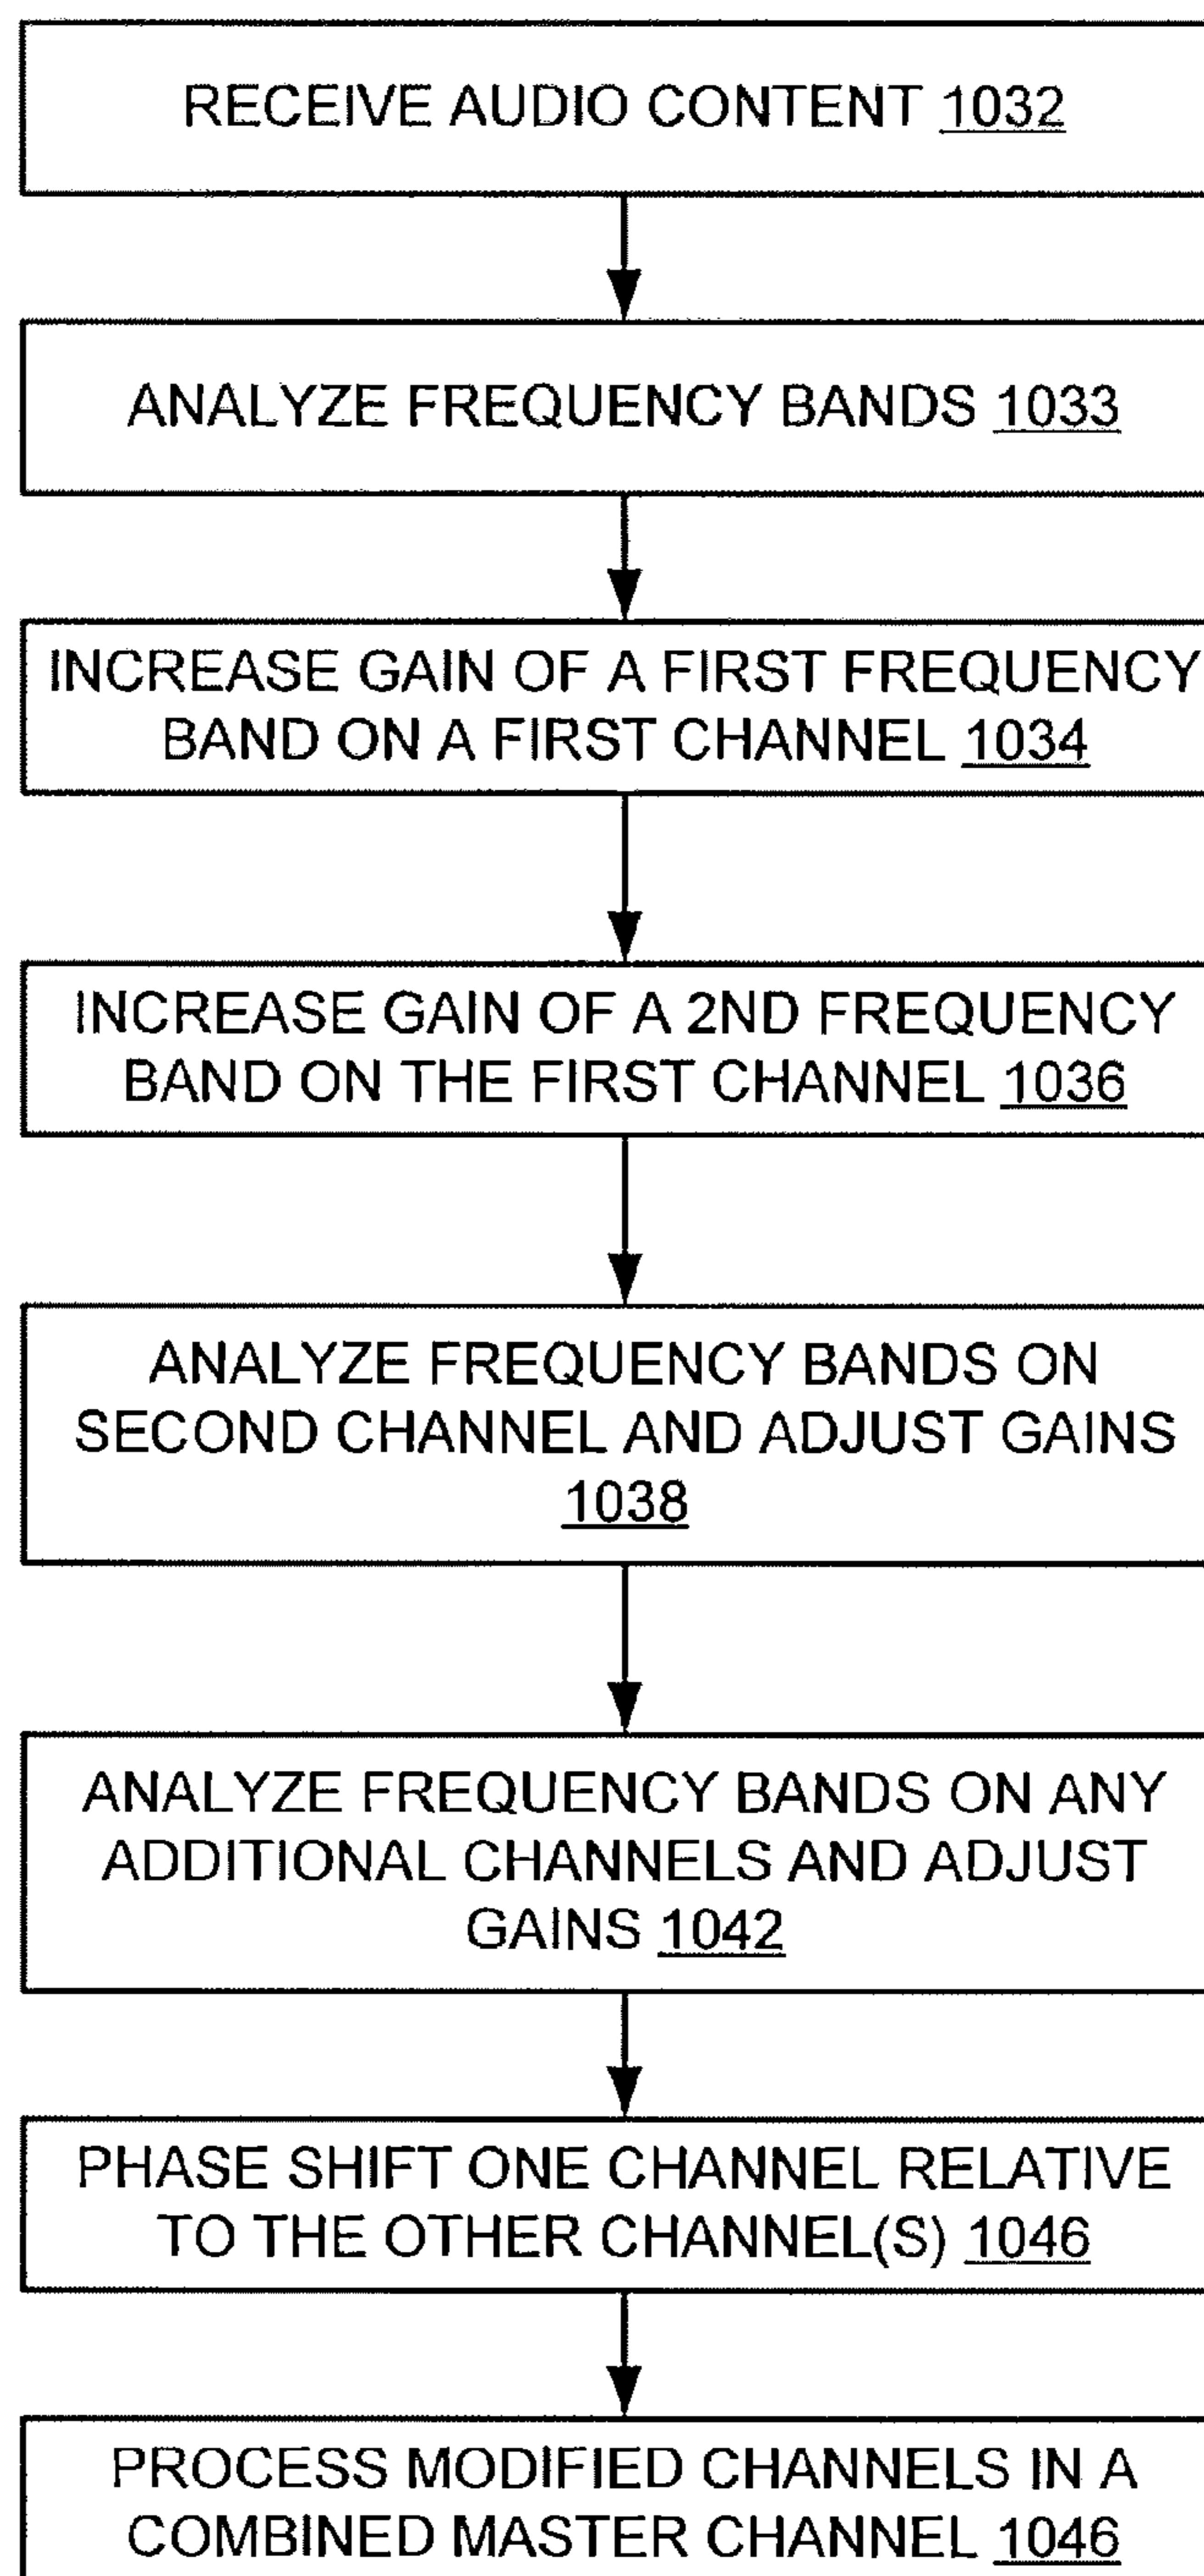 RECEIVE AUDIO CONTENT 1032
ANALYZE FREQUENCY BANDS 1033
INCREASE GAIN OF A FIRST FREQUENCY
BAND ON A FIRST CHANNEL 1034
INCREASE GAIN OF A 2ND FREQUENCY
BAND ON THE FIRST CHANNEL 1036
ANALYZE FREQUENCY BANDS ON
SECOND CHANNEL AND ADJUST GAINS
1038
ANALYZE FREQUENCY BANDS ON ANY
ADDITIONAL CHANNELS AND ADJUST
GAINS 1042
PHASE SHIFT ONE CHANNEL RELATIVE
TO THE OTHER CHANNEL(S) 1046
PROCESS MODIFIED CHANNELS IN A
COMBINED MASTER CHANNEL 1046